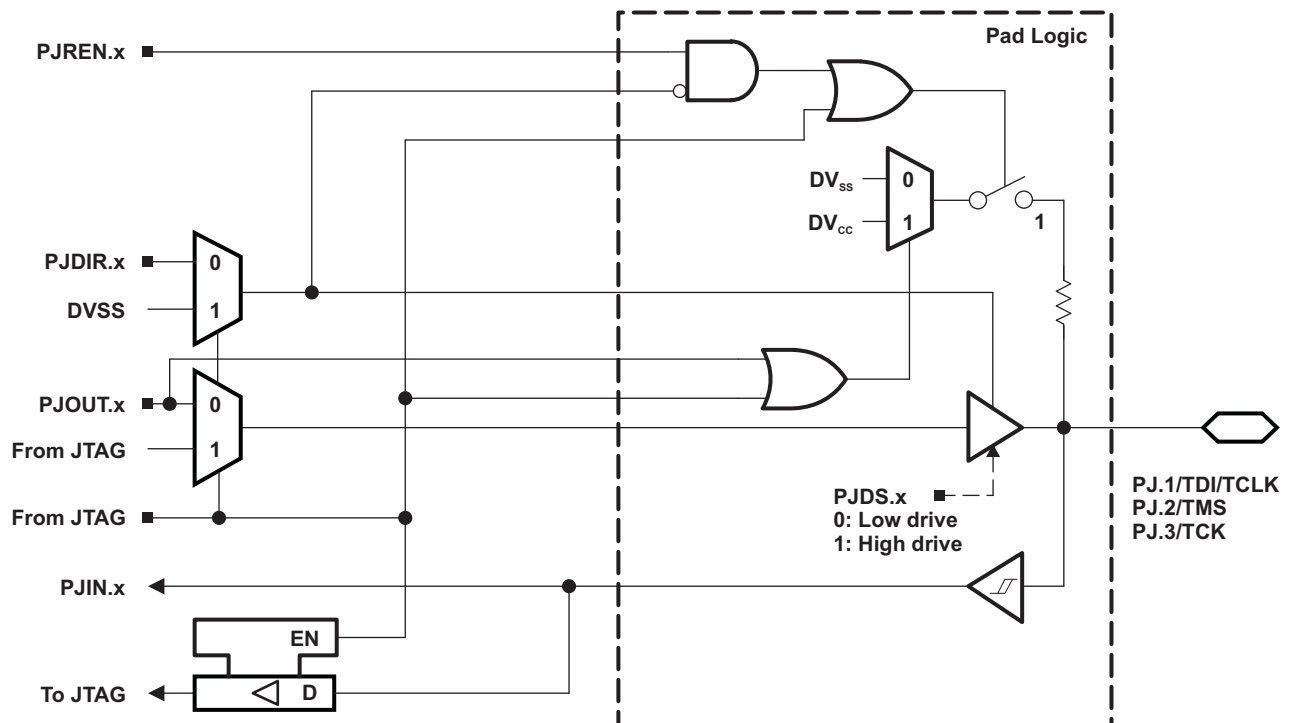 Pad Logic
PJREN.x
DVss
0
DVcc
1
1
PJDIR.x
0
DVSS
1
PJOUT.x
0
From JTAG
1
From JTAG
PJDS.x
0: Low drive
1: High drive
PJ.1/TDI/TCLK
PJ.2/TMS
PJ.3/TCK
PJIN.x
EN
To JTAG
D